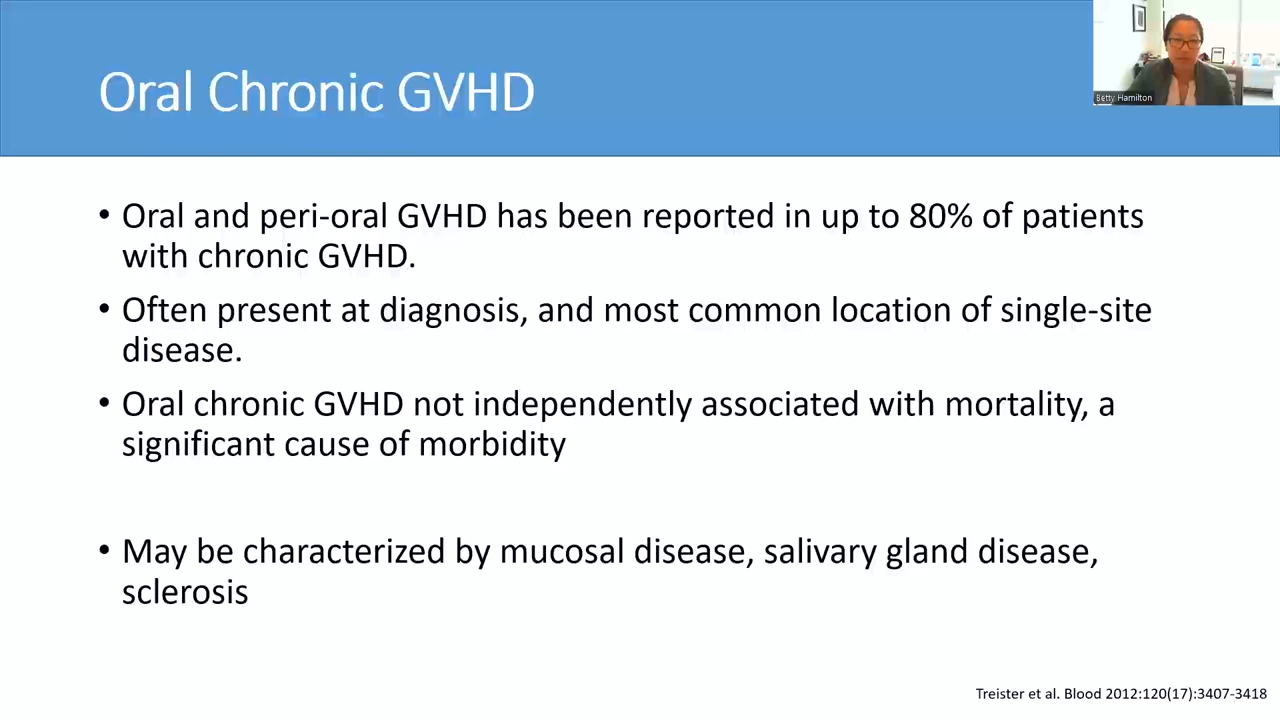 Oral Chronic GVHD
Betty Hamilton
• Oral and peri-oral GVHD has been reported in up to 80% of patients
with chronic GVHD.
• Often present at diagnosis, and most common location of single-site
disease.
• Oral chronic GVHD not independently associated with mortality, a
significant cause of morbidity
• May be characterized by mucosal disease, salivary gland disease,
sclerosis
Treister et al. Blood 2012:120(17):3407-3418